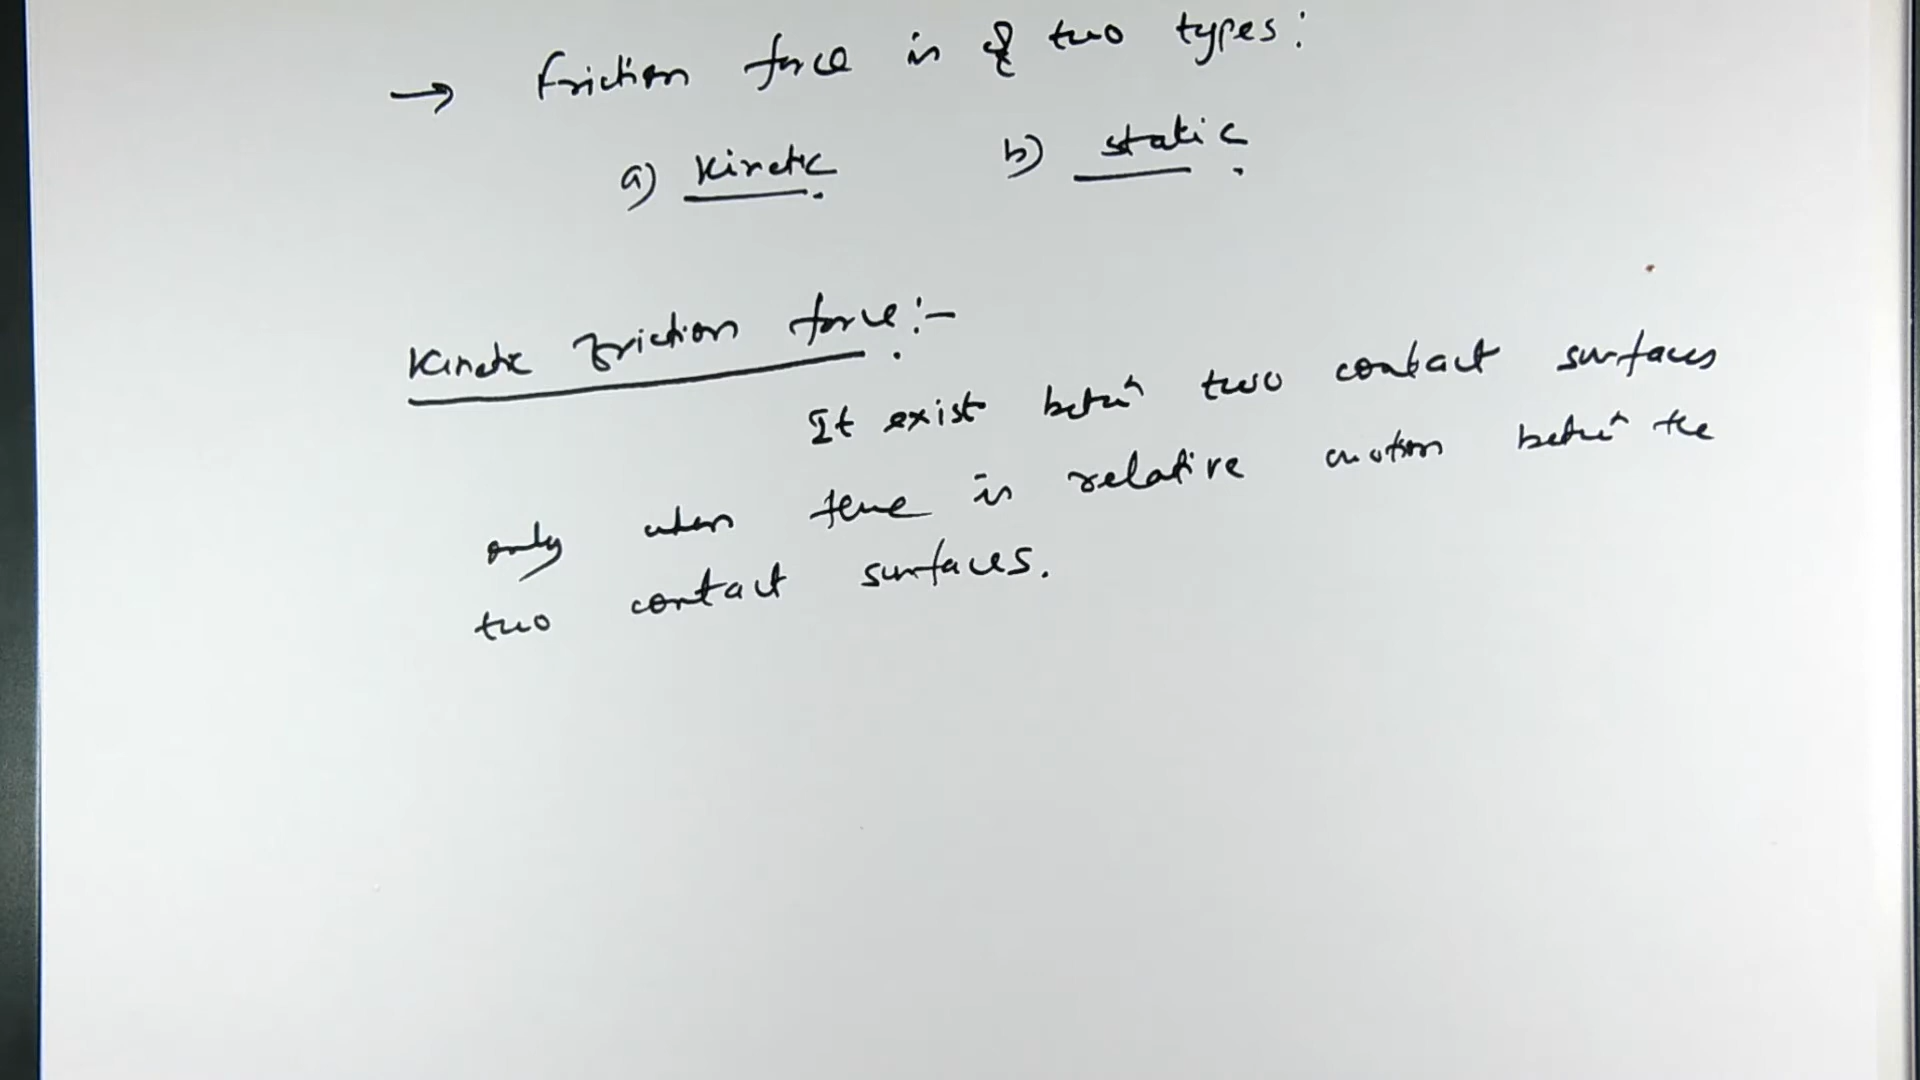 → Friction force is of two types:
a) Kinetic. b) static.
Kinetic Friction force:-
It exist betwⁿ two contact surfaces
only when there is relative motion betwⁿ the
two contact surfaces.